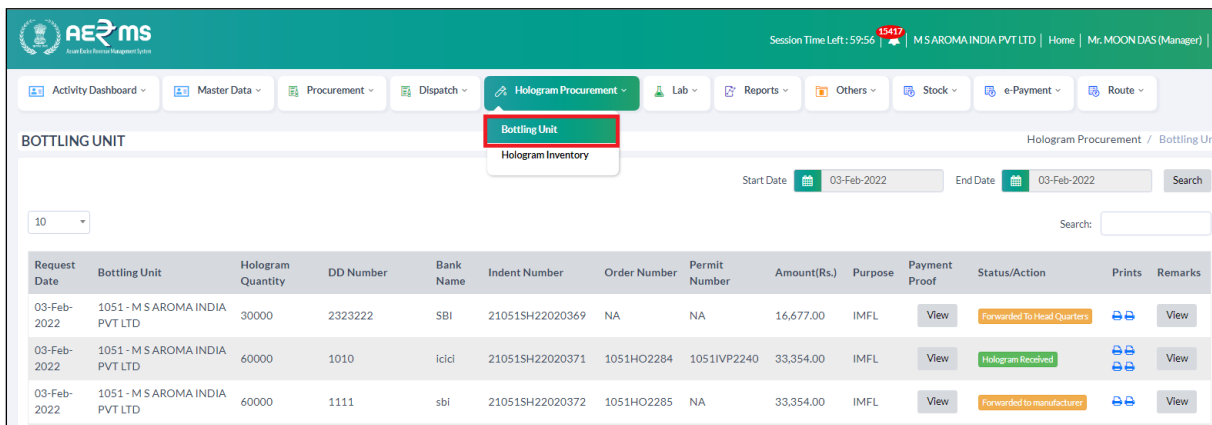 AERMS
Assam Excise Revenue Management System
Session Time Left : 59:56 15417 M S AROMA INDIA PVT LTD | Home | Mr. MOON DAS (Manager) |
Activity Dashboard Master Data Procurement Dispatch Hologram Procurement Lab Reports Others Stock e-Payment Route
Bottling Unit
Hologram Inventory
BOTTLING UNIT
Hologram Procurement / Bottling Un
Start Date 03-Feb-2022 End Date 03-Feb-2022 Search
10 Search:
Request Date Bottling Unit Hologram Quantity DD Number Bank Name Indent Number Order Number Permit Number Amount(Rs.) Purpose Payment Proof Status/Action Prints Remarks
03-Feb-2022 1051 - M S AROMA INDIA PVT LTD 30000 2323222 SBI 21051SH22020369 NA NA 16,677.00 IMFL View Forwarded To Head Quarters View
03-Feb-2022 1051 - M S AROMA INDIA PVT LTD 60000 1010 icici 21051SH22020371 1051HO2284 1051IVP2240 33,354.00 IMFL View Hologram Received View
03-Feb-2022 1051 - M S AROMA INDIA PVT LTD 60000 1111 sbi 21051SH22020372 1051HO2285 NA 33,354.00 IMFL View Forwarded to manufacturer View